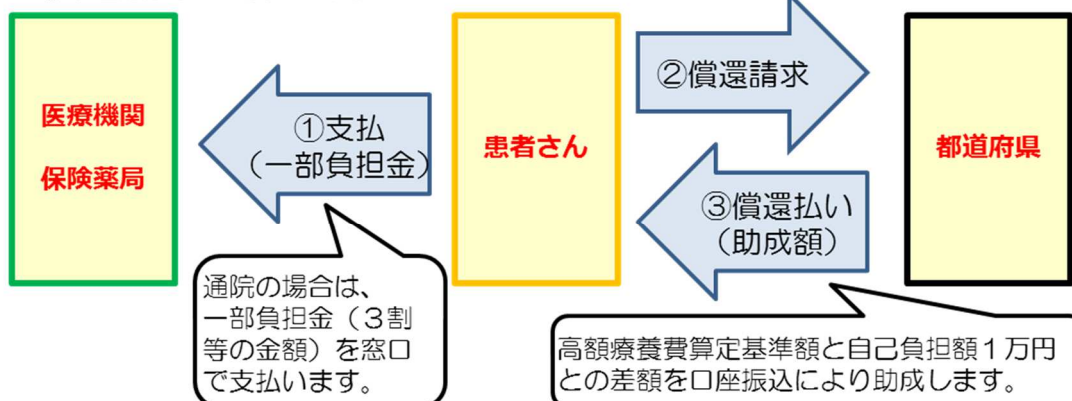 医療機関
保険薬局
①支払
（一部負担金）
患者さん
②償還請求
③償還払い
（助成額）
都道府県
通院の場合は、
一部負担金（３割
等の金額）を窓口
で支払います。
高額療養費算定基準額と自己負担額１万円
との差額を口座振込により助成します。